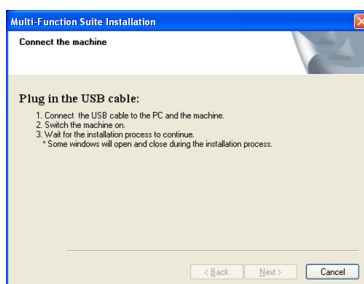 Multi-Function Suite Installation
Connect the machine
Plug in the USB cable:
1. Connect the USB cable to the PC and the machine.
2. Switch the machine on.
3. Wait for the installation process to continue.
* Some windows will open and close during the installation process.
< Back
Next >
Cancel